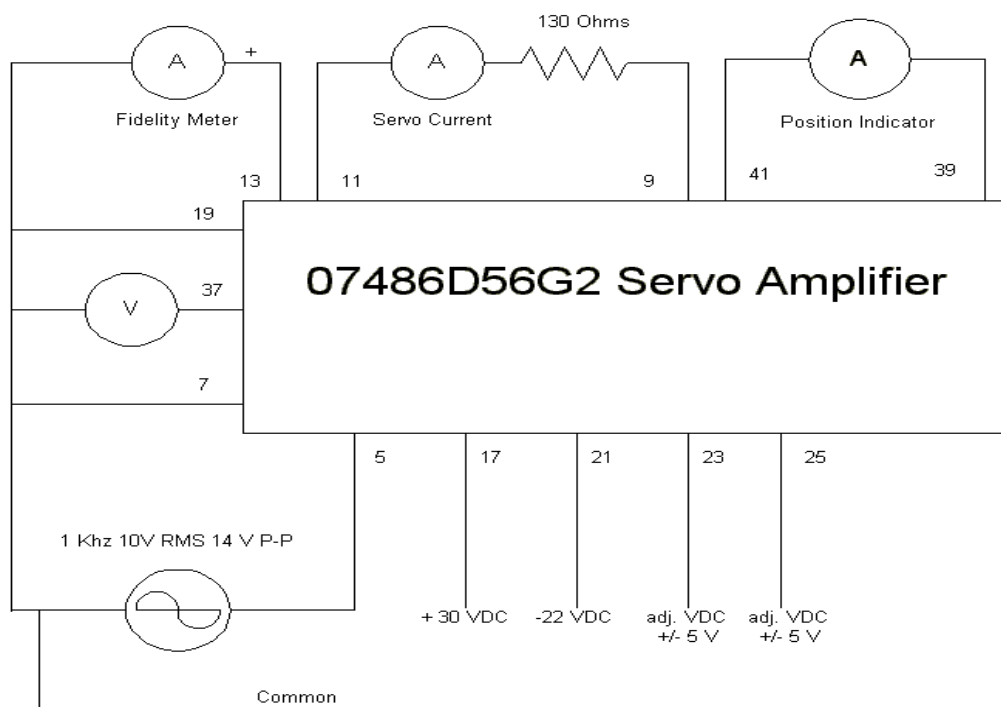 130 Ohms
A
+
A
A
Fidelity Meter
Servo Current
Position Indicator
13
11
9
41
39
19
07486D56G2 Servo Amplifier
37
V
7
5
17
21
23
25
1 Khz 10V RMS 14 V P-P
+ 30 VDC
-22 VDC
adj. VDC
+/- 5 V
adj. VDC
+/- 5 V
Common